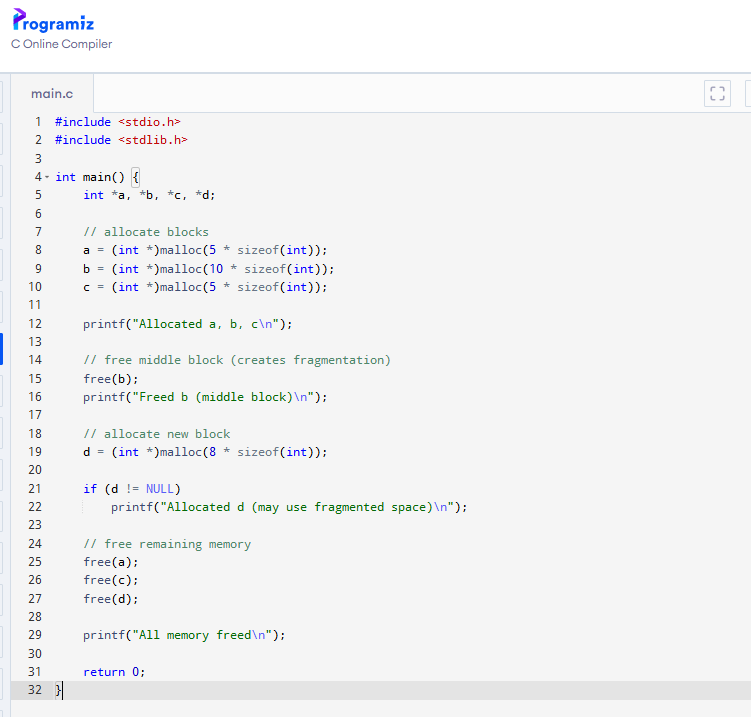 Programiz
C Online Compiler
main.c
1 #include <stdio.h>
2 #include <stdlib.h>
3
4 int main() {
5     int *a, *b, *c, *d;
6
7     // allocate blocks
8     a = (int *)malloc(5 * sizeof(int));
9     b = (int *)malloc(10 * sizeof(int));
10     c = (int *)malloc(5 * sizeof(int));
11
12     printf("Allocated a, b, c\n");
13
14     // free middle block (creates fragmentation)
15     free(b);
16     printf("Freed b (middle block)\n");
17
18     // allocate new block
19     d = (int *)malloc(8 * sizeof(int));
20
21     if (d != NULL)
22         printf("Allocated d (may use fragmented space)\n");
23
24     // free remaining memory
25     free(a);
26     free(c);
27     free(d);
28
29     printf("All memory freed\n");
30
31     return 0;
32 }